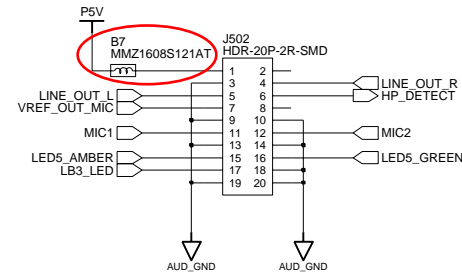 P5V
B7
MMZ1608S121AT
J502
HDR-20P-2R-SMD
1 2
3 4 LINE_OUT_R
LINE_OUT_L 5 6 HP_DETECT
VREF_OUT_MIC 7 8
9 10
MIC1 11 12 MIC2
13 14
LED5_AMBER 15 16 LED5_GREEN
LB3_LED 17 18
19 20
AUD_GND AUD_GND